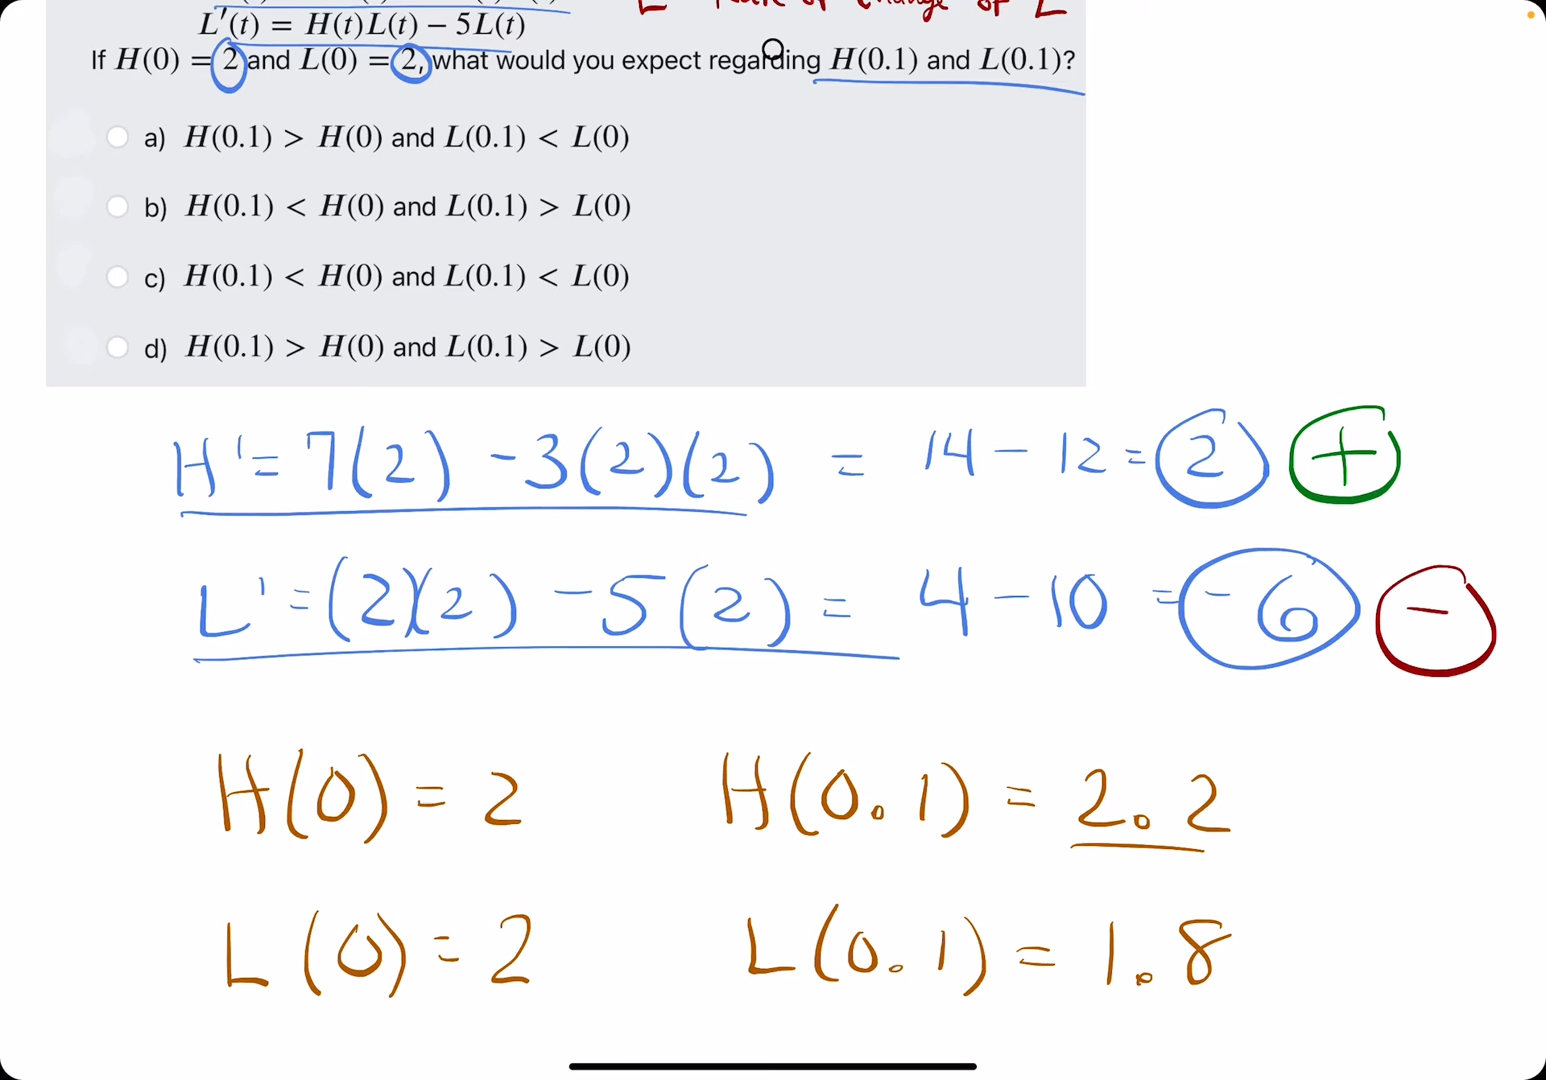 L
L′(t) = H(t)L(t) − 5L(t)
If H(0) = 2 and L(0) = 2, what would you expect regarding H(0.1) and L(0.1)?
a) H(0.1) > H(0) and L(0.1) < L(0)
b) H(0.1) < H(0) and L(0.1) > L(0)
c) H(0.1) < H(0) and L(0.1) < L(0)
d) H(0.1) > H(0) and L(0.1) > L(0)
H' = 7(2) - 3(2)(2) = 14 - 12 = 2 +
L' = (2)(2) - 5(2) = 4 - 10 = -6 -
H(0) = 2 H(0.1) = 2.2
L(0) = 2 L(0.1) = 1.8